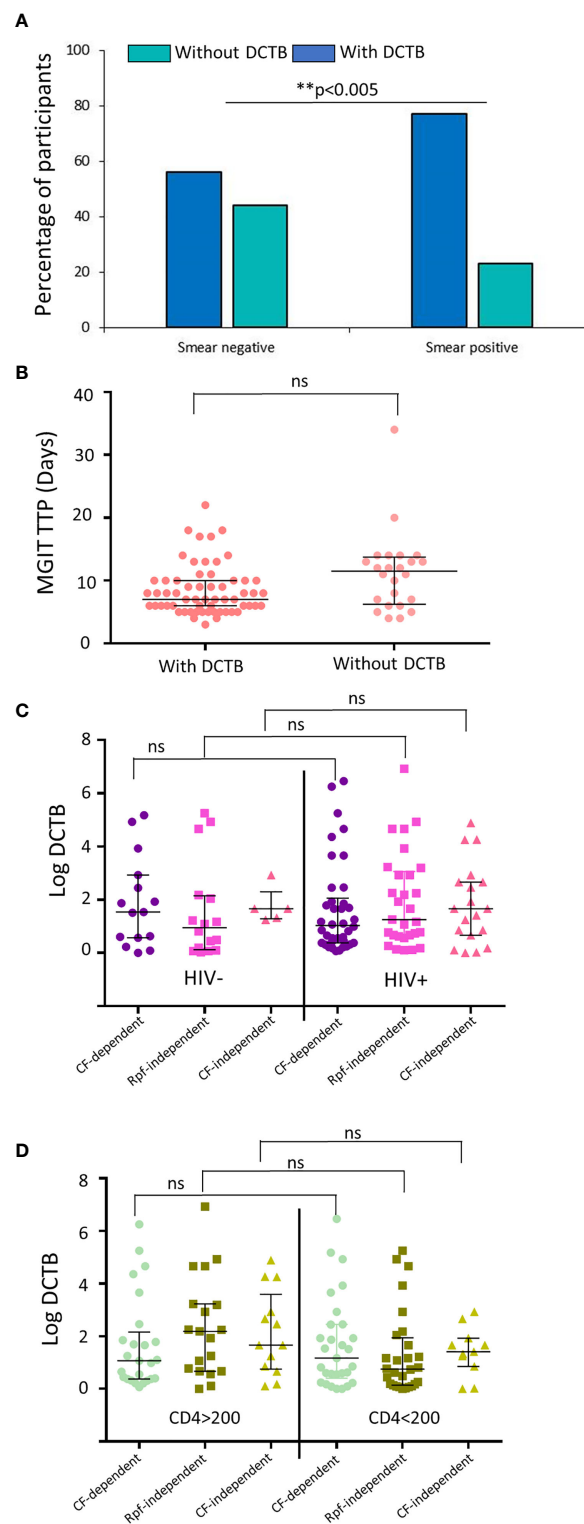 A
Without DCTB
With DCTB
**p<0.005
Percentage of participants
100
80
60
40
20
0
Smear negative
Smear positive
B
ns
MGIT TTP (Days)
40
30
20
10
0
With DCTB
Without DCTB
C
ns
ns
ns
Log DCTB
8
6
4
2
0
HIV-
HIV+
CF-dependent
Rpf-independent
CF-independent
CF-dependent
Rpf-independent
CF-independent
D
ns
ns
ns
Log DCTB
8
6
4
2
0
CD4>200
CD4<200
CF-dependent
Rpf-independent
CF-independent
CF-dependent
Rpf-independent
CF-independent